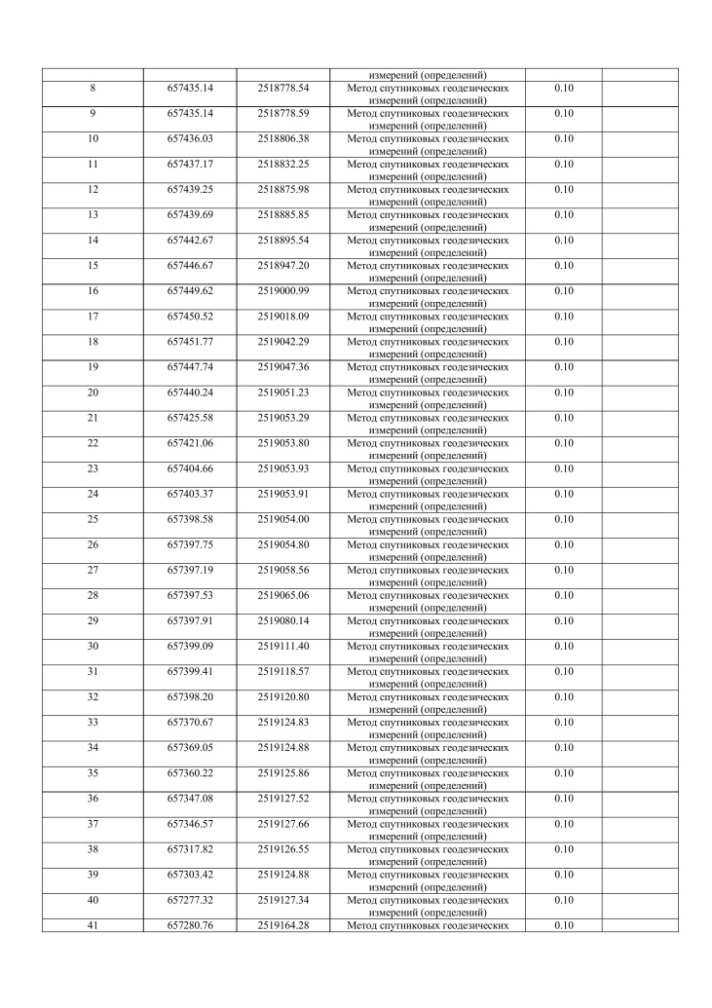 измерений (определений)
8 657435.14 2518778.54 Метод спутниковых геодезических 0.10
измерений (определений)
9 657435.14 2518778.59 Метод спутниковых геодезических 0.10
измерений (определений)
10 657436.03 2518806.38 Метод спутниковых геодезических 0.10
измерений (определений)
11 657437.17 2518832.25 Метод спутниковых геодезических 0.10
измерений (определений)
12 657439.25 2518875.98 Метод спутниковых геодезических 0.10
измерений (определений)
13 657439.69 2518885.85 Метод спутниковых геодезических 0.10
измерений (определений)
14 657442.67 2518895.54 Метод спутниковых геодезических 0.10
измерений (определений)
15 657446.67 2518947.20 Метод спутниковых геодезических 0.10
измерений (определений)
16 657449.62 2519000.99 Метод спутниковых геодезических 0.10
измерений (определений)
17 657450.52 2519018.09 Метод спутниковых геодезических 0.10
измерений (определений)
18 657451.77 2519042.29 Метод спутниковых геодезических 0.10
измерений (определений)
19 657447.74 2519047.36 Метод спутниковых геодезических 0.10
измерений (определений)
20 657440.24 2519051.23 Метод спутниковых геодезических 0.10
измерений (определений)
21 657425.58 2519053.29 Метод спутниковых геодезических 0.10
измерений (определений)
22 657421.06 2519053.80 Метод спутниковых геодезических 0.10
измерений (определений)
23 657404.66 2519053.93 Метод спутниковых геодезических 0.10
измерений (определений)
24 657403.37 2519053.91 Метод спутниковых геодезических 0.10
измерений (определений)
25 657398.58 2519054.00 Метод спутниковых геодезических 0.10
измерений (определений)
26 657397.75 2519054.80 Метод спутниковых геодезических 0.10
измерений (определений)
27 657397.19 2519058.56 Метод спутниковых геодезических 0.10
измерений (определений)
28 657397.53 2519065.06 Метод спутниковых геодезических 0.10
измерений (определений)
29 657397.91 2519080.14 Метод спутниковых геодезических 0.10
измерений (определений)
30 657399.09 2519111.40 Метод спутниковых геодезических 0.10
измерений (определений)
31 657399.41 2519118.57 Метод спутниковых геодезических 0.10
измерений (определений)
32 657398.20 2519120.80 Метод спутниковых геодезических 0.10
измерений (определений)
33 657370.67 2519124.83 Метод спутниковых геодезических 0.10
измерений (определений)
34 657369.05 2519124.88 Метод спутниковых геодезических 0.10
измерений (определений)
35 657360.22 2519125.86 Метод спутниковых геодезических 0.10
измерений (определений)
36 657347.08 2519127.52 Метод спутниковых геодезических 0.10
измерений (определений)
37 657346.57 2519127.66 Метод спутниковых геодезических 0.10
измерений (определений)
38 657317.82 2519126.55 Метод спутниковых геодезических 0.10
измерений (определений)
39 657303.42 2519124.88 Метод спутниковых геодезических 0.10
измерений (определений)
40 657277.32 2519127.34 Метод спутниковых геодезических 0.10
измерений (определений)
41 657280.76 2519164.28 Метод спутниковых геодезических 0.10